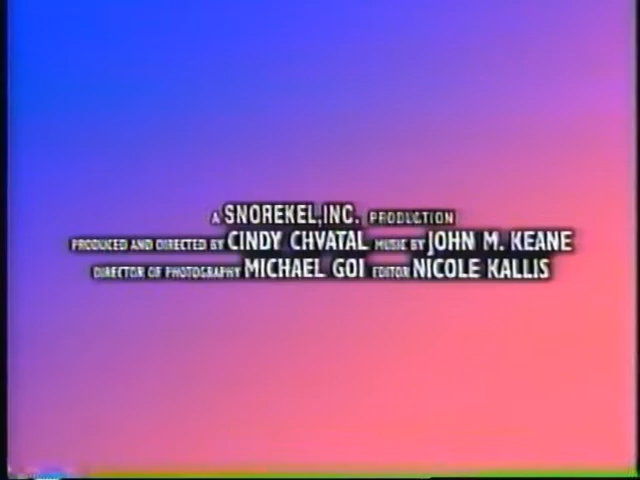 A SNOREKEL, INC. PRODUCTION
PRODUCED AND DIRECTED BY CINDY CHVATAL MUSIC BY JOHN M. KEANE
DIRECTOR OF PHOTOGRAPHY MICHAEL GOI EDITOR NICOLE KALLIS